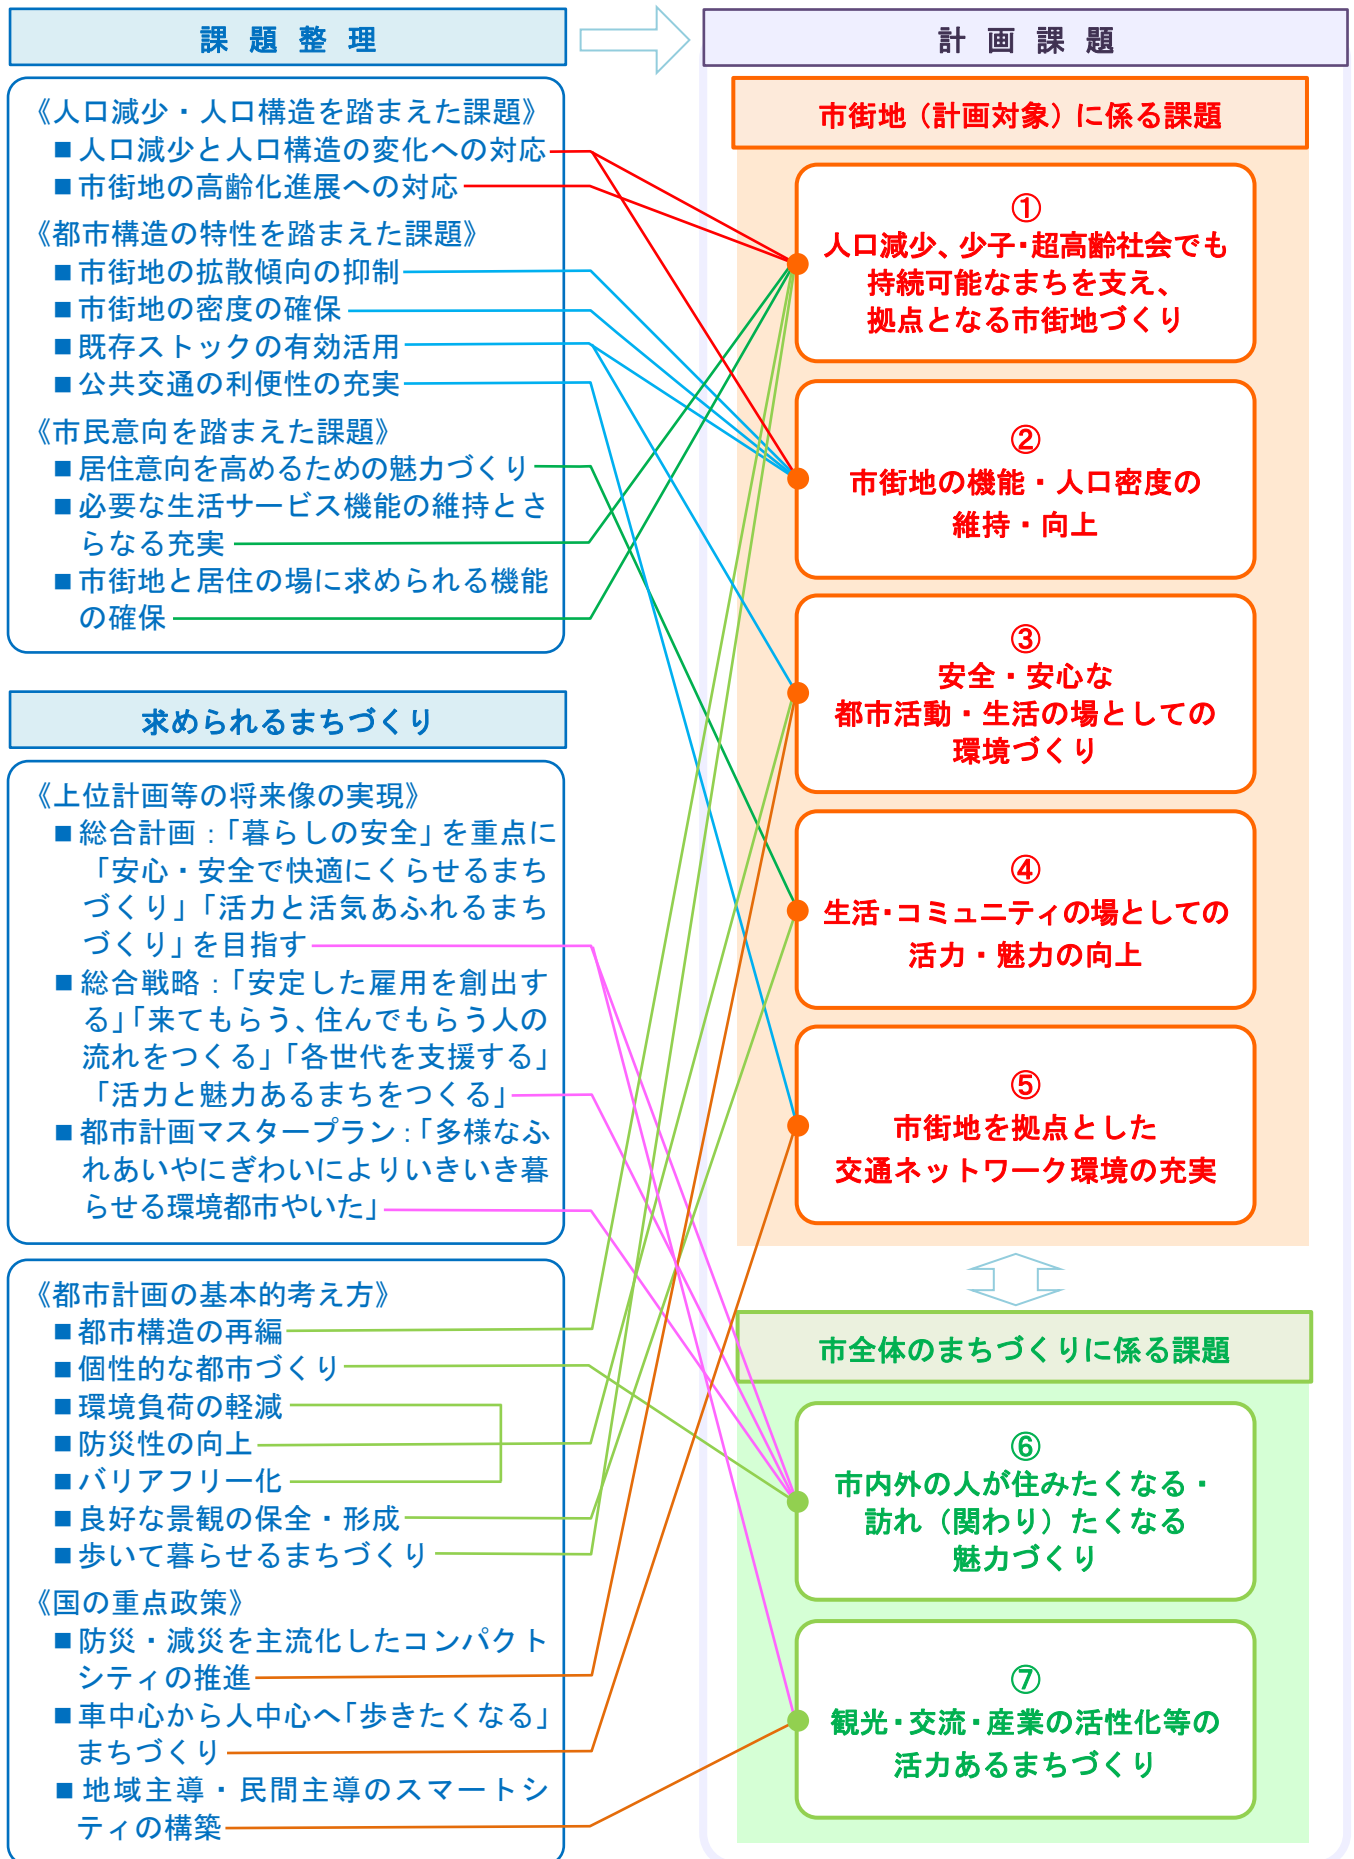 課題整理
《人口減少・人口構造を踏まえた課題》
■人口減少と人口構造の変化への対応
■市街地の高齢化進展への対応
《都市構造の特性を踏まえた課題》
■市街地の拡散傾向の抑制
■市街地の密度の確保
■既存ストックの有効活用
■公共交通の利便性の充実
《市民意向を踏まえた課題》
■居住意向を高めるための魅力づくり
■必要な生活サービス機能の維持とさ
らなる充実
■市街地と居住の場に求められる機能
の確保
求められるまちづくり
《上位計画等の将来像の実現》
■総合計画：「暮らしの安全」を重点に
「安心・安全で快適にくらせるまち
づくり」「活力と活気あふれるまち
づくり」を目指す
■総合戦略：「安定した雇用を創出す
る」「来てもらう、住んでもらう人の
流れをつくる」「各世代を支援する」
「活力と魅力あるまちをつくる」
■都市計画マスタープラン：「多様なふ
れあいやにぎわいによりいきいき暮
らせる環境都市やいた」
《都市計画の基本的考え方》
■都市構造の再編
■個性的な都市づくり
■環境負荷の軽減
■防災性の向上
■バリアフリー化
■良好な景観の保全・形成
■歩いて暮らせるまちづくり
《国の重点政策》
■防災・減災を主流化したコンパクト
シティの推進
■車中心から人中心へ「歩きたくなる」
まちづくり
■地域主導・民間主導のスマートシ
ティの構築
計画課題
市街地（計画対象）に係る課題
①
人口減少、少子・超高齢社会でも
持続可能なまちを支え、
拠点となる市街地づくり
②
市街地の機能・人口密度の
維持・向上
③
安全・安心な
都市活動・生活の場としての
環境づくり
④
生活・コミュニティの場としての
活力・魅力の向上
⑤
市街地を拠点とした
交通ネットワーク環境の充実
市全体のまちづくりに係る課題
⑥
市内外の人が住みたくなる・
訪れ（関わり）たくなる
魅力づくり
⑦
観光・交流・産業の活性化等の
活力あるまちづくり